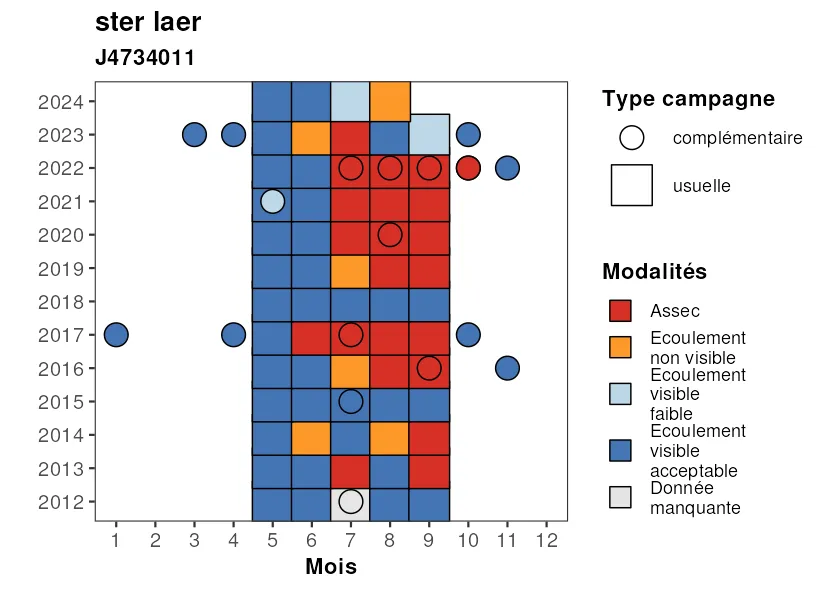 ster laer
J4734011
2024
2023
2022
2021
2020
2019
2018
2017
2016
2015
2014
2013
2012
1 2 3 4 5 6 7 8 9 10 11 12
Mois
Type campagne
complémentaire
usuelle
Modalités
Assec
Ecoulement
non visible
Ecoulement
visible
faible
Ecoulement
visible
acceptable
Donnée
manquante